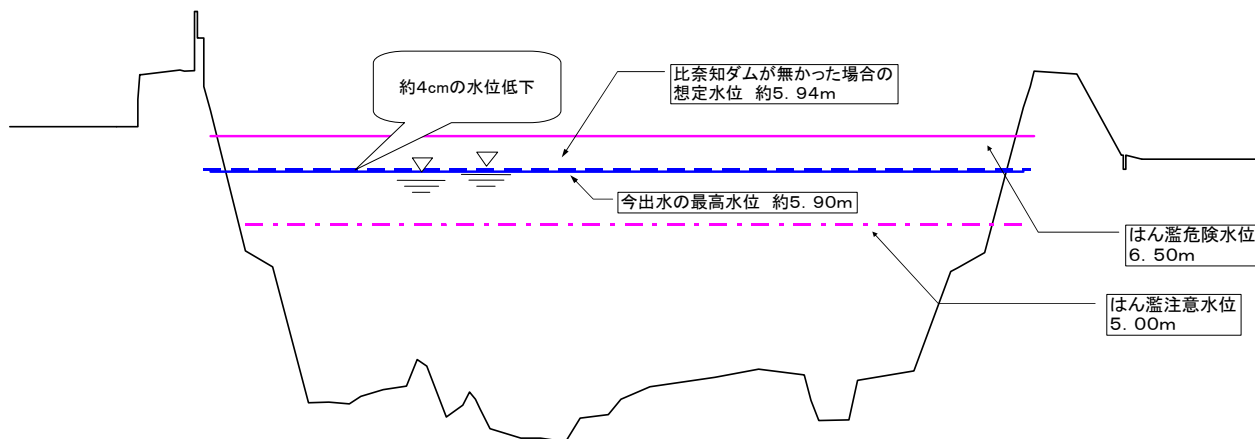 約4cmの水位低下
比奈知ダムが無かった場合の
想定水位 約5.94m
今出水の最高水位 約5.90m
はん濫危険水位
6.50m
はん濫注意水位
5.00m